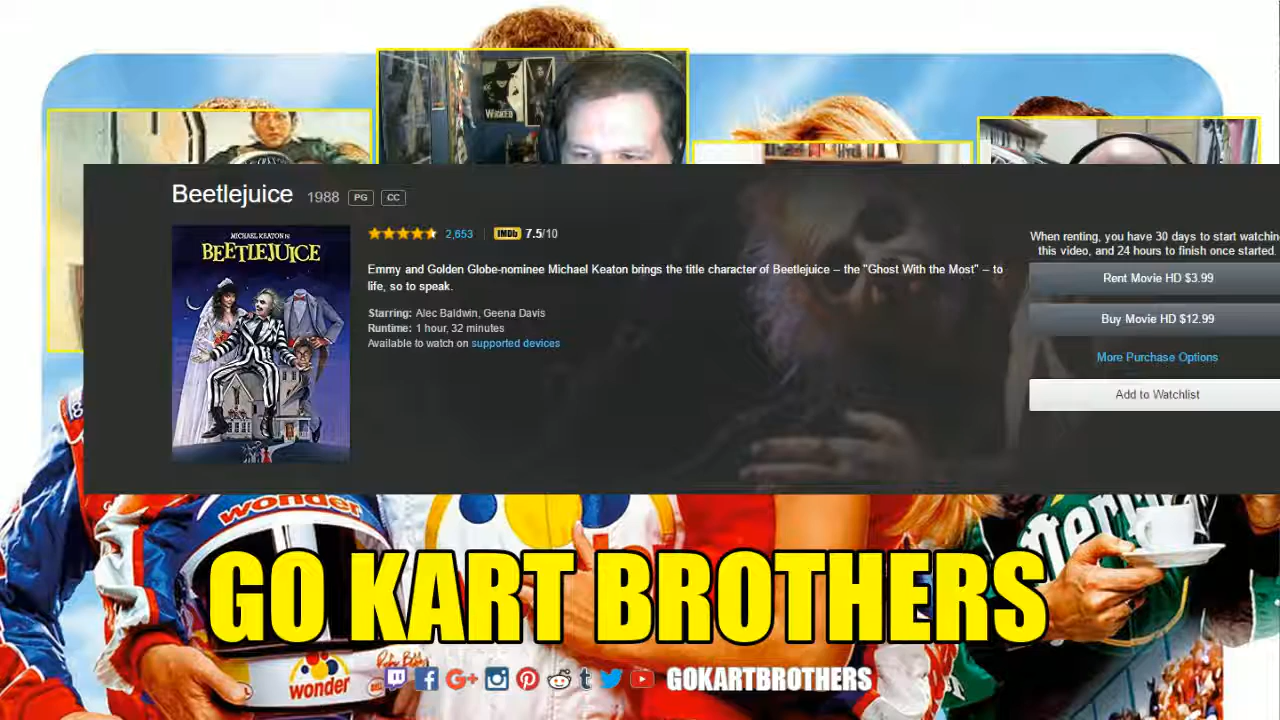 WICKED
Beetlejuice 1988 PG CC
MICHAEL KEATON IS
BEETLEJUICE
2,653 IMDb 7.5/10
Emmy and Golden Globe-nominee Michael Keaton brings the title character of Beetlejuice – the "Ghost With the Most" – to
life, so to speak.
Starring: Alec Baldwin, Geena Davis
Runtime: 1 hour, 32 minutes
Available to watch on supported devices
When renting, you have 30 days to start watchin
this video, and 24 hours to finish once started.
Rent Movie HD $3.99
Buy Movie HD $12.99
More Purchase Options
Add to Watchlist
wonder
GO KART BROTHERS
wonder
GOKARTBROTHERS